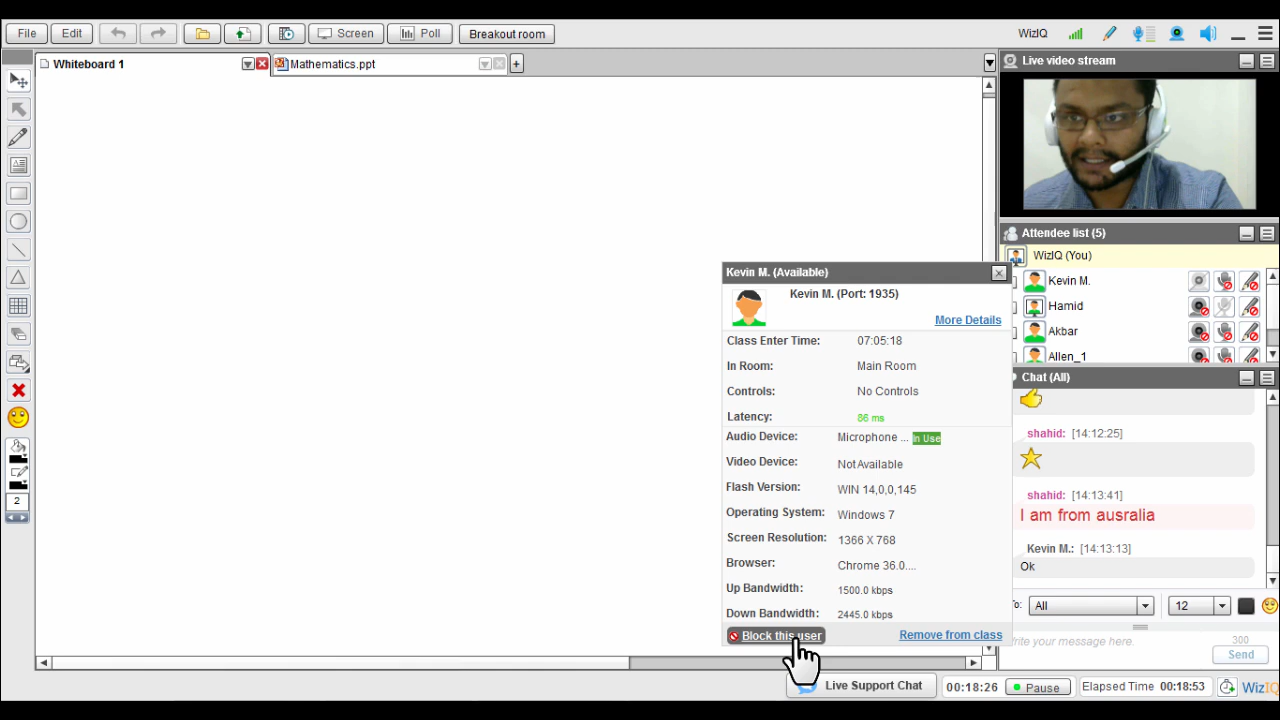 File Edit Screen Poll Breakout room WizIQ
Whiteboard 1 Mathematics.ppt +
Live video stream
Attendee list (5)
WizIQ (You)
Kevin M.
Hamid
Akbar
Allen_1
Kevin M. (Available)
Kevin M. (Port: 1935)
More Details
Class Enter Time: 07:05:18
In Room: Main Room
Controls: No Controls
Latency: 86 ms
Audio Device: Microphone ... In Use
Video Device: Not Available
Flash Version: WIN 14,0,0,145
Operating System: Windows 7
Screen Resolution: 1366 X 768
Browser: Chrome 36.0....
Up Bandwidth: 1500.0 kbps
Down Bandwidth: 2445.0 kbps
Block this user Remove from class
Chat (All)
shahid: [14:12:25]
shahid: [14:13:41]
I am from ausralia
Kevin M.: [14:13:13]
Ok
To: All 12
Write your message here. 300
Send
2
Live Support Chat 00:18:26 Pause Elapsed Time 00:18:53 WizIQ